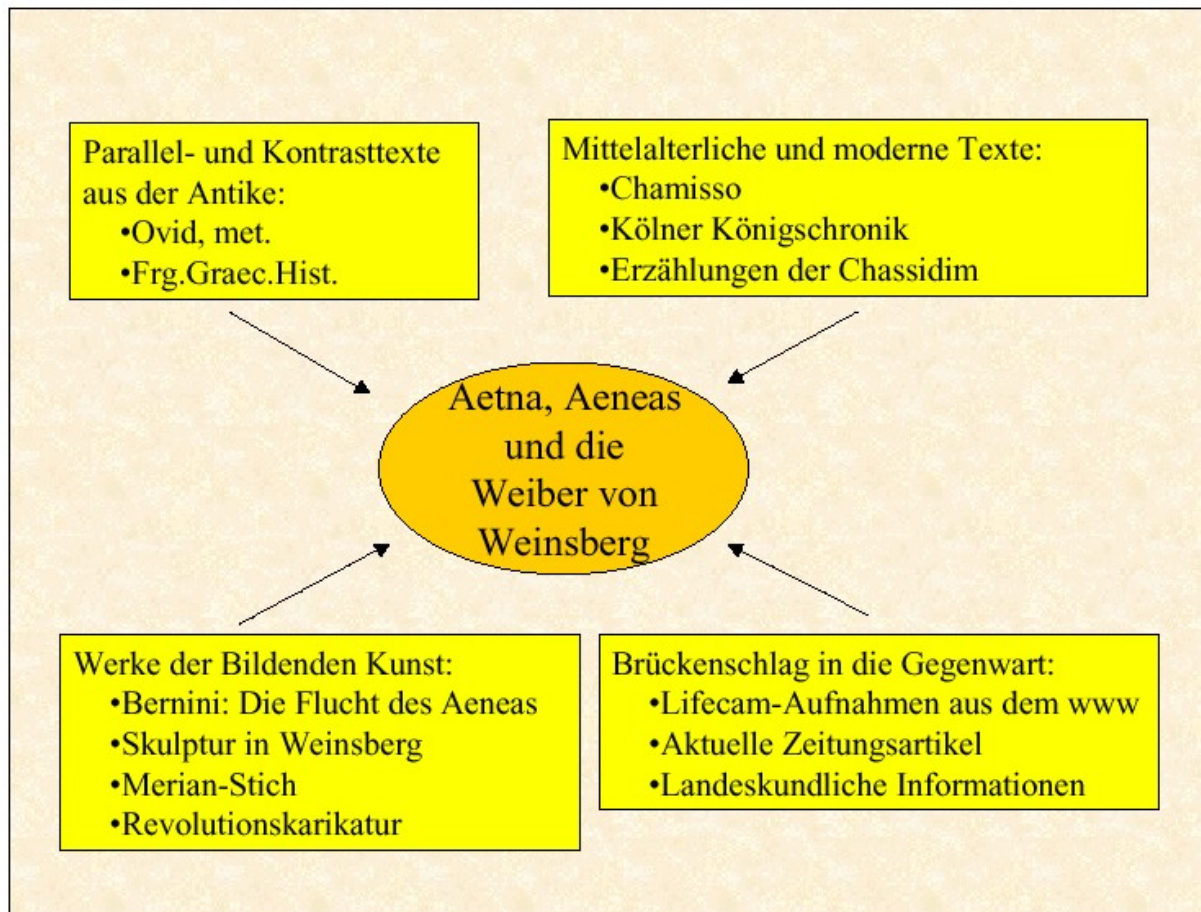 Parallel- und Kontrasttexte
aus der Antike:
•Ovid, met.
•Frg.Graec.Hist.
Mittelalterliche und moderne Texte:
•Chamisso
•Kölner Königschronik
•Erzählungen der Chassidim
Aetna, Aeneas
und die
Weiber von
Weinsberg
Werke der Bildenden Kunst:
•Bernini: Die Flucht des Aeneas
•Skulptur in Weinsberg
•Merian-Stich
•Revolutionskarikatur
Brückenschlag in die Gegenwart:
•Lifecam-Aufnahmen aus dem www
•Aktuelle Zeitungsartikel
•Landeskundliche Informationen